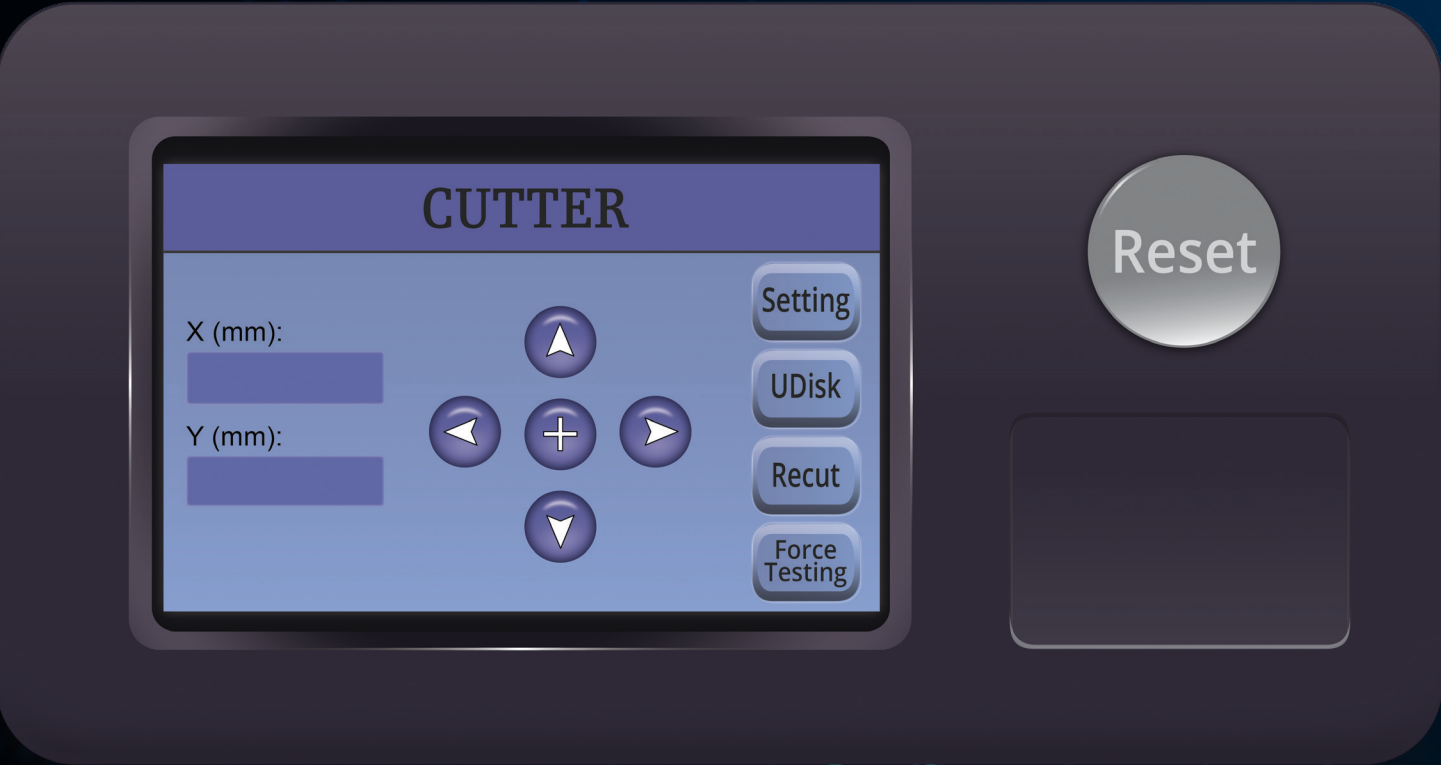 CUTTER
X (mm):
Y (mm):
Setting
UDisk
Recut
Force
Testing
Reset